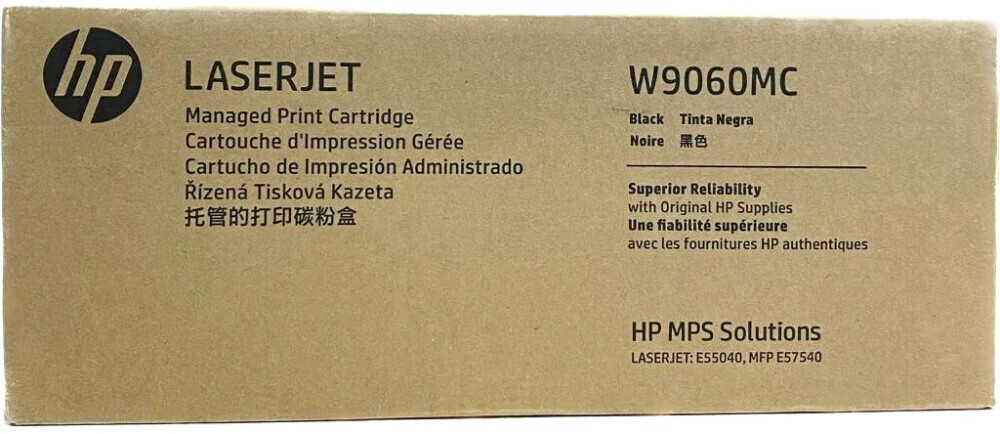 hp
LASERJET
Managed Print Cartridge
Cartouche d'Impression Gérée
Cartucho de Impresión Administrado
Řízená Tisková Kazeta
托管的打印碳粉盒
W9060MC
Black Tinta Negra
Noire 黑色
Superior Reliability
with Original HP Supplies
Une fiabilité supérieure
avec les fournitures HP authentiques
HP MPS Solutions
LASERJET: E55040, MFP E57540